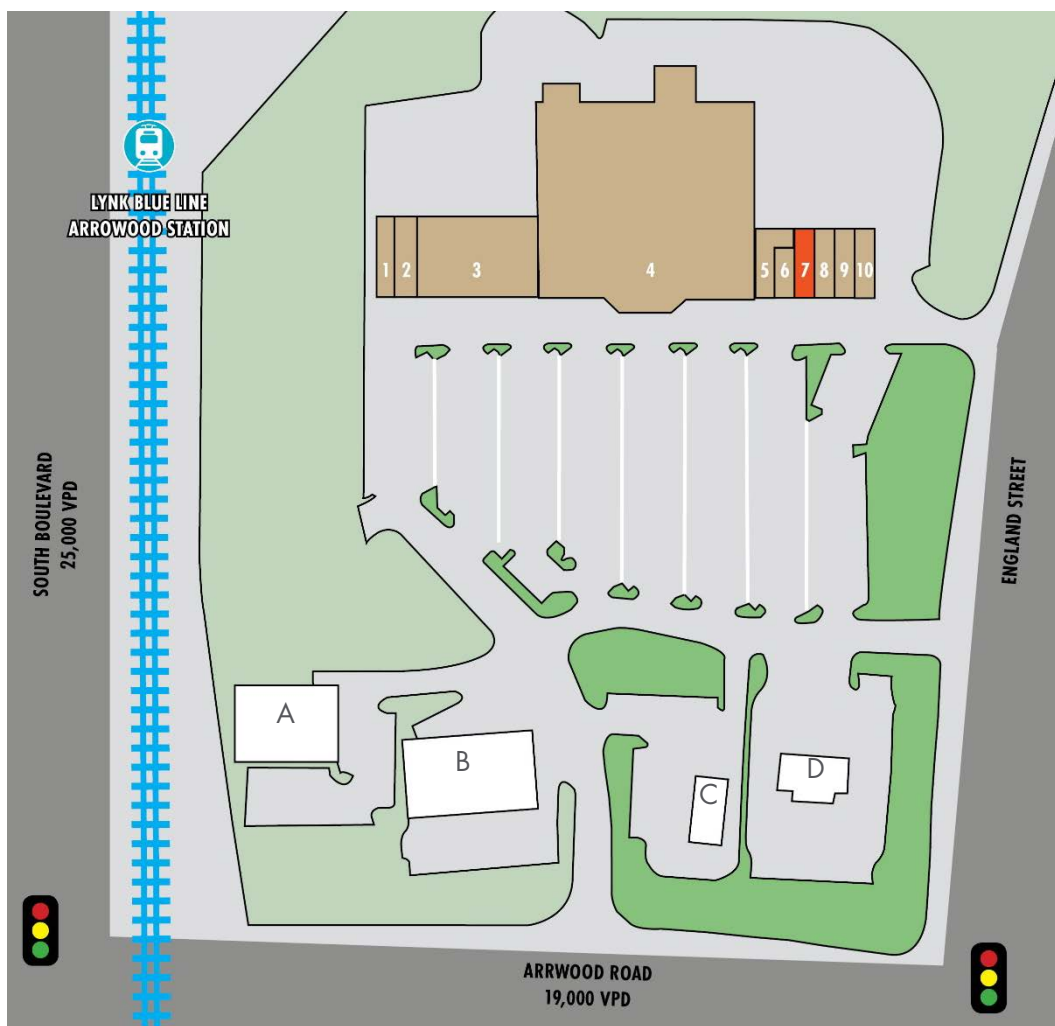 LYNK BLUE LINE
ARROWOOD STATION
1 2 3 4 5 6 7 8 9 10
SOUTH BOULEVARD
25,000 VPD
ENGLAND STREET
A
B
C
D
ARRWOOD ROAD
19,000 VPD